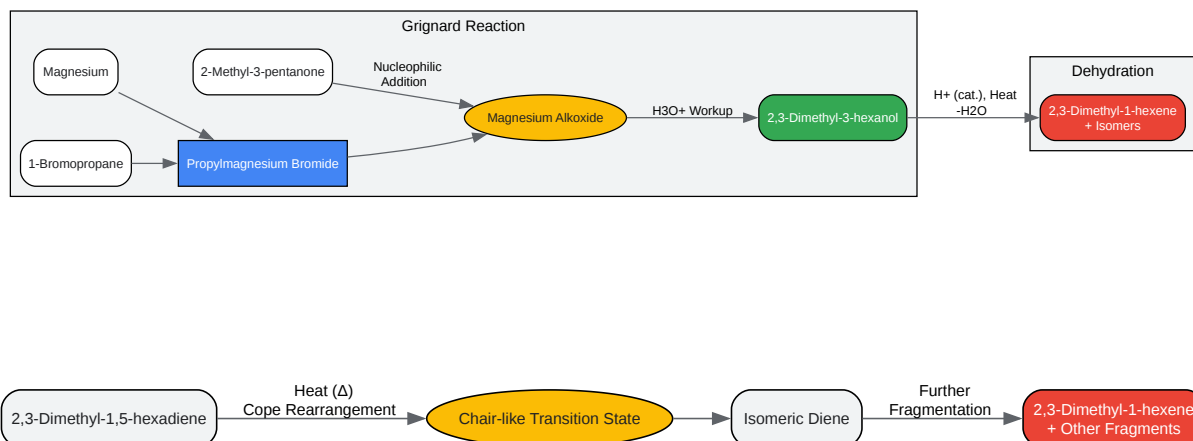 Grignard Reaction
Magnesium
2-Methyl-3-pentanone
Nucleophilic
Addition
1-Bromopropane
Propylmagnesium Bromide
Magnesium Alkoxide
H3O+ Workup
2,3-Dimethyl-3-hexanol
H+ (cat.), Heat
-H2O
Dehydration
2,3-Dimethyl-1-hexene
+ Isomers
2,3-Dimethyl-1,5-hexadiene
Heat (Δ)
Cope Rearrangement
Chair-like Transition State
Isomeric Diene
Further
Fragmentation
2,3-Dimethyl-1-hexene
+ Other Fragments